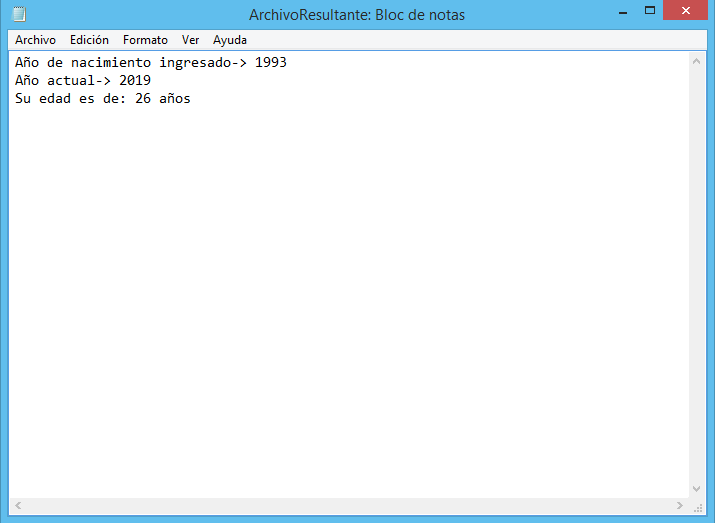 ArchivoResultante: Bloc de notas
Archivo Edición Formato Ver Ayuda
Año de nacimiento ingresado-> 1993
Año actual-> 2019
Su edad es de: 26 años